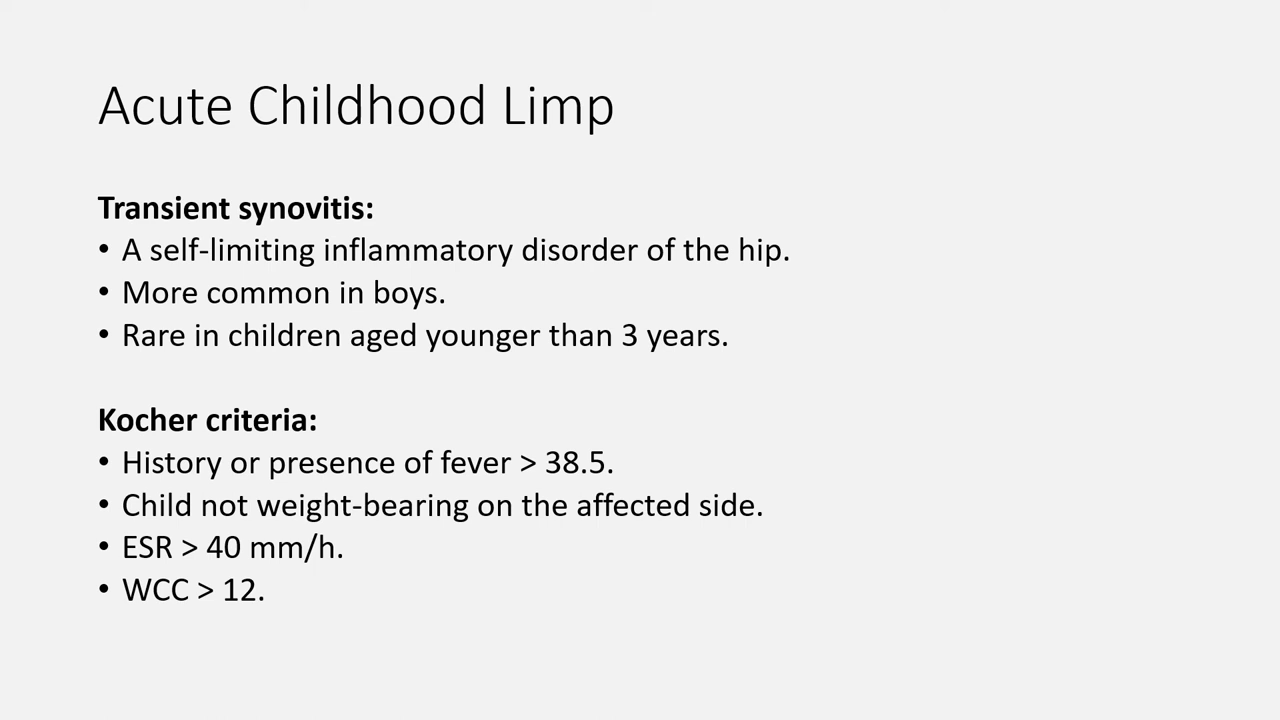 Acute Childhood Limp
Transient synovitis:
• A self-limiting inflammatory disorder of the hip.
• More common in boys.
• Rare in children aged younger than 3 years.
Kocher criteria:
• History or presence of fever > 38.5.
• Child not weight-bearing on the affected side.
• ESR > 40 mm/h.
• WCC > 12.